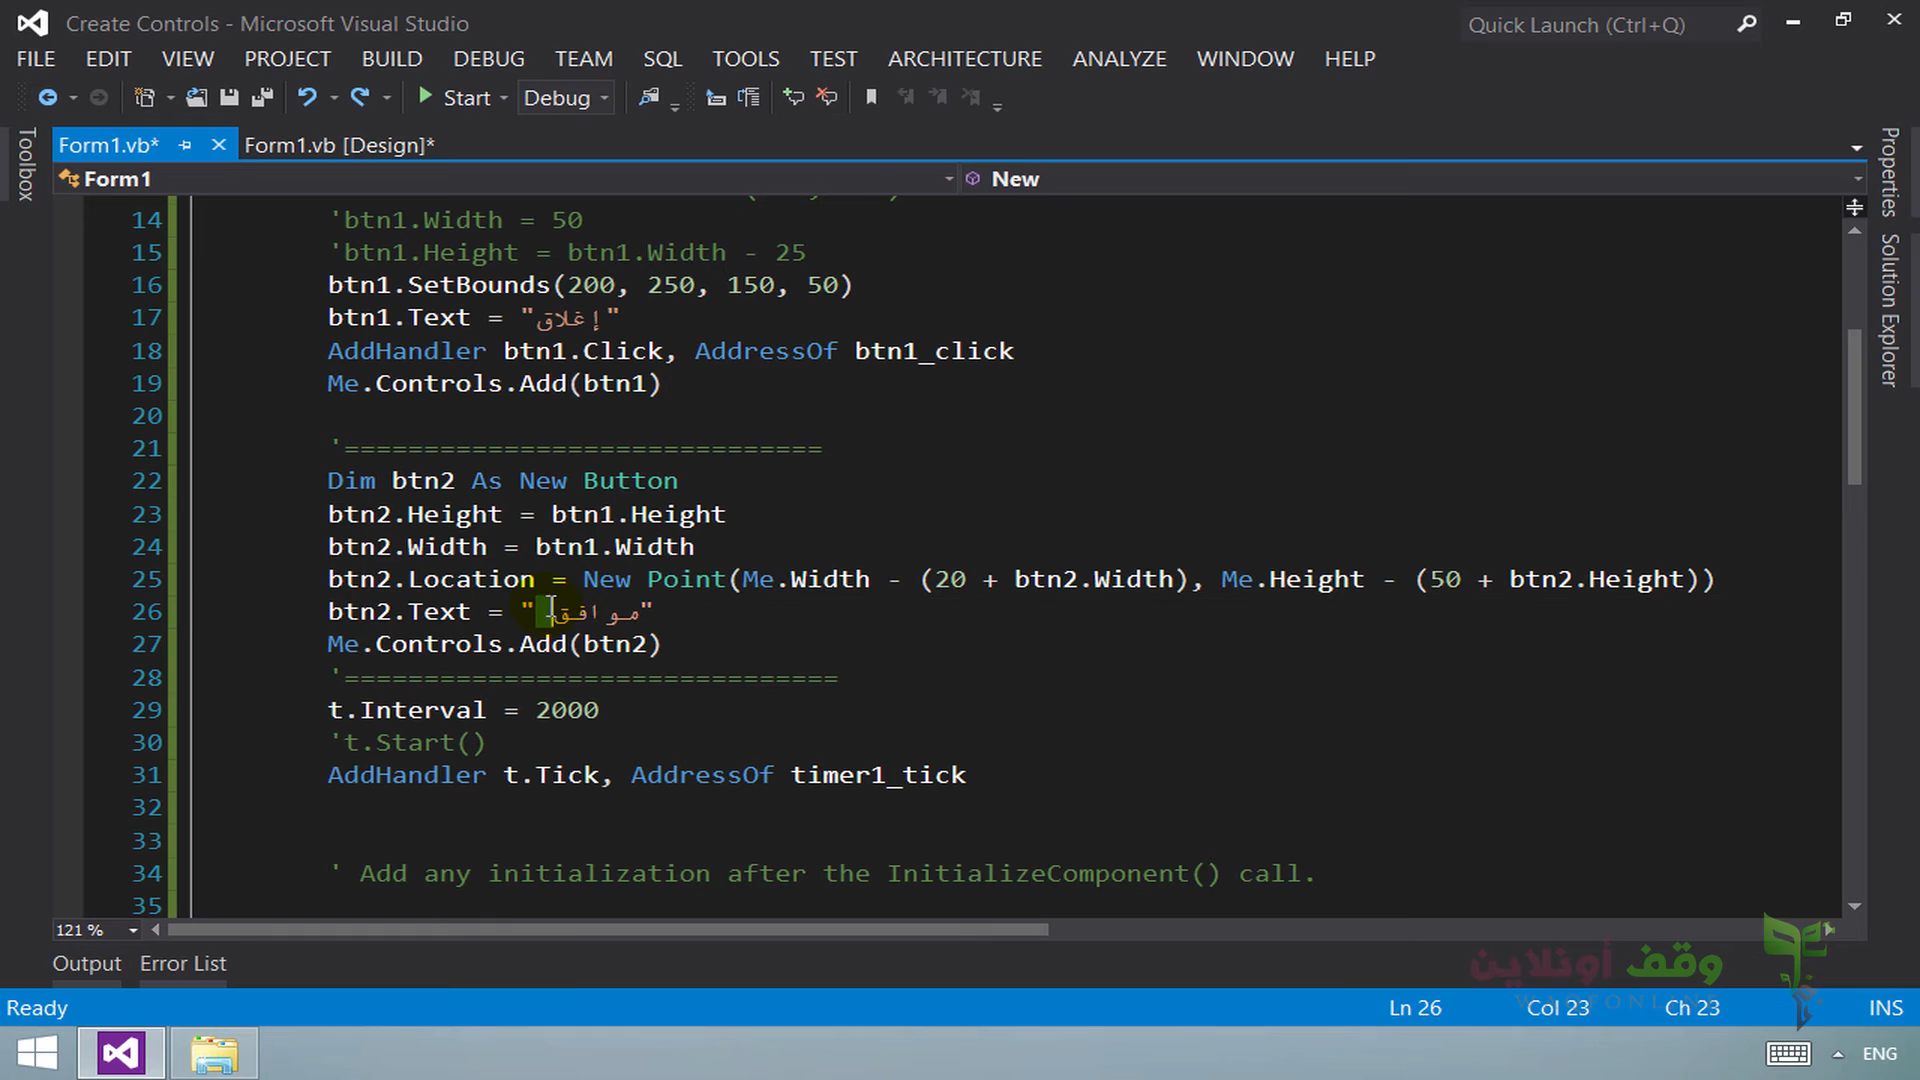 Create Controls - Microsoft Visual Studio
Quick Launch (Ctrl+Q)
FILE EDIT VIEW PROJECT BUILD DEBUG TEAM SQL TOOLS TEST ARCHITECTURE ANALYZE WINDOW HELP
Start Debug
Form1.vb* Form1.vb [Design]*
Form1 New
Toolbox
Properties
Solution Explorer
14 'btn1.Width = 50
15 'btn1.Height = btn1.Width - 25
16 btn1.SetBounds(200, 250, 150, 50)
17 btn1.Text = "إغلاق"
18 AddHandler btn1.Click, AddressOf btn1_click
19 Me.Controls.Add(btn1)
20
21 '==============================
22 Dim btn2 As New Button
23 btn2.Height = btn1.Height
24 btn2.Width = btn1.Width
25 btn2.Location = New Point(Me.Width - (20 + btn2.Width), Me.Height - (50 + btn2.Height))
26 btn2.Text = "موافق"
27 Me.Controls.Add(btn2)
28 '===============================
29 t.Interval = 2000
30 't.Start()
31 AddHandler t.Tick, AddressOf timer1_tick
32
33
34 ' Add any initialization after the InitializeComponent() call.
35
121 %
Output Error List
وقف أونلاين
WAQFONLINE
Ready Ln 26 Col 23 Ch 23 INS
ENG